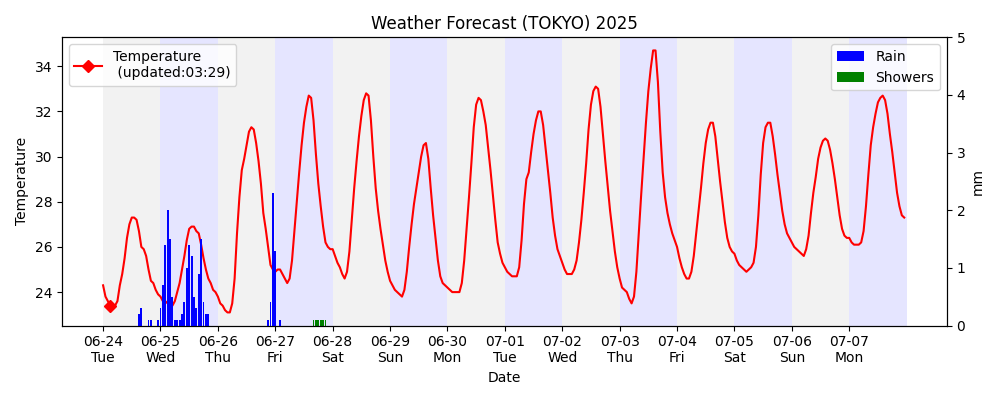 Weather Forecast (TOKYO) 2025
Temperature
(updated:03:29)
Rain
Showers
Temperature
34
32
30
28
26
24
5
4
3
2
1
0
mm
06-24 06-25 06-26 06-27 06-28 06-29 06-30 07-01 07-02 07-03 07-04 07-05 07-06 07-07
Tue Wed Thu Fri Sat Sun Mon Tue Wed Thu Fri Sat Sun Mon
Date